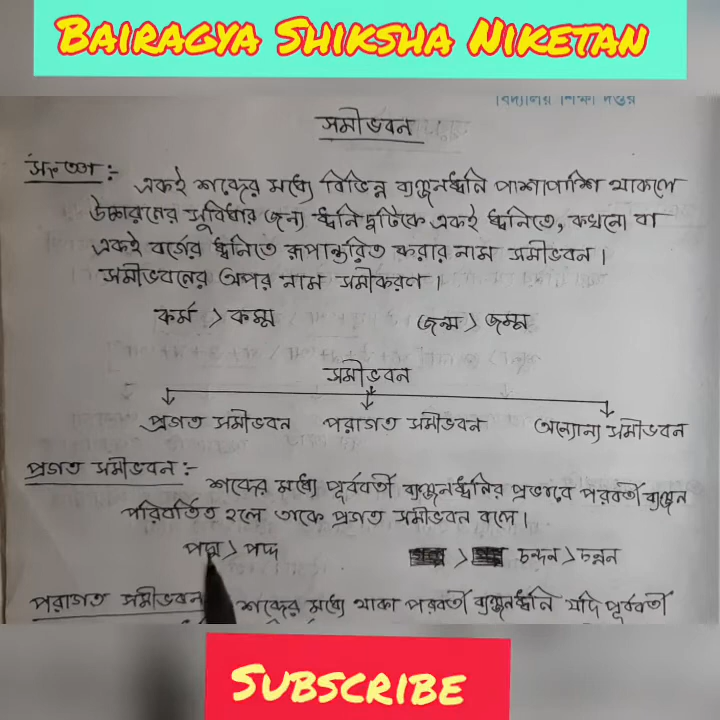 BAIRAGYA SHIKSHA NIKETAN
বিদ্যালয় শিক্ষা দপ্তর
সমীভবন
সংজ্ঞা :- একই শব্দের মধ্যে বিভিন্ন ব্যঞ্জনধ্বনি পাশাপাশি থাকলে
উচ্চারণের সুবিধার জন্য ধ্বনি দুটিকে একই ধ্বনিতে, কখনো বা
একই বর্গের ধ্বনিতে রূপান্তরিত করার নাম সমীভবন।
সমীভবনের অপর নাম সমীকরণ।
কর্ম > কম্ম জন্ম > জম্ম
সমীভবন
প্রগত সমীভবন পরাগত সমীভবন অন্যোন্য সমীভবন
প্রগত সমীভবন :- শব্দের মধ্যে পূর্ববর্তী ব্যঞ্জনধ্বনির প্রভাবে পরবর্তী ব্যঞ্জন
পরিবর্তিত হলে তাকে প্রগত সমীভবন বলে।
পদ্ম > পদ্দ > চন্দন > চন্নন
পরাগত সমীভবন শব্দের মধ্যে থাকা পরবর্তী ব্যঞ্জনধ্বনি যদি পূর্ববর্তী
SUBSCRIBE